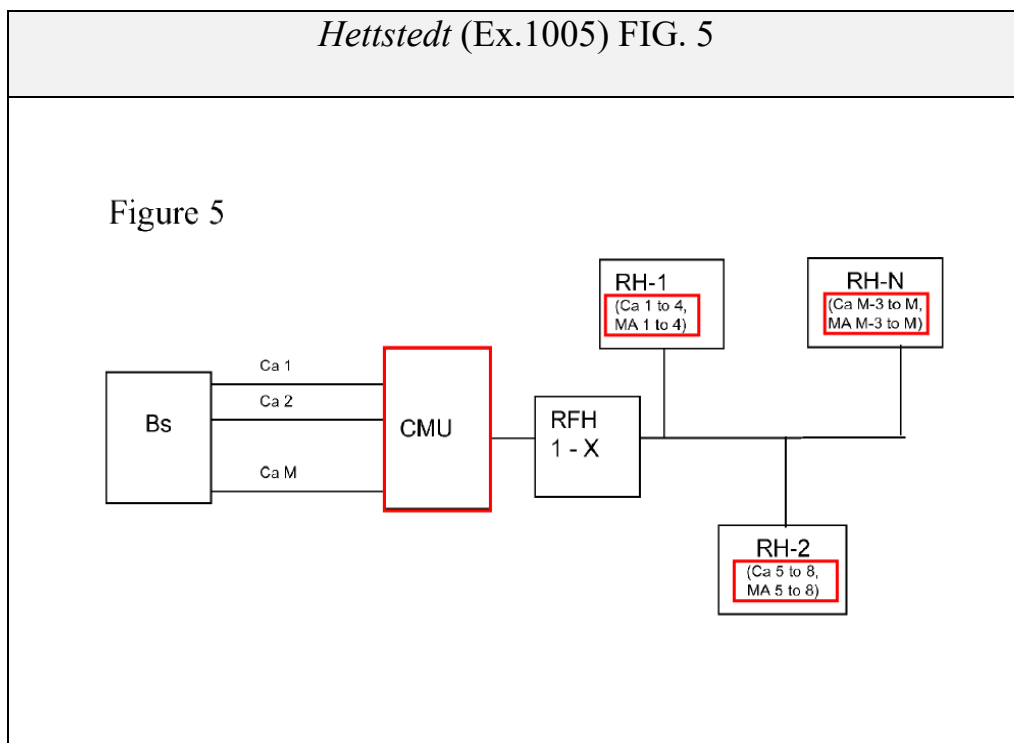 Hettstedt (Ex.1005) FIG. 5
Figure 5
Bs
Ca 1
Ca 2
Ca M
CMU
RFH
1 - X
RH-1
(Ca 1 to 4,
MA 1 to 4)
RH-N
(Ca M-3 to M,
MA M-3 to M)
RH-2
(Ca 5 to 8,
MA 5 to 8)